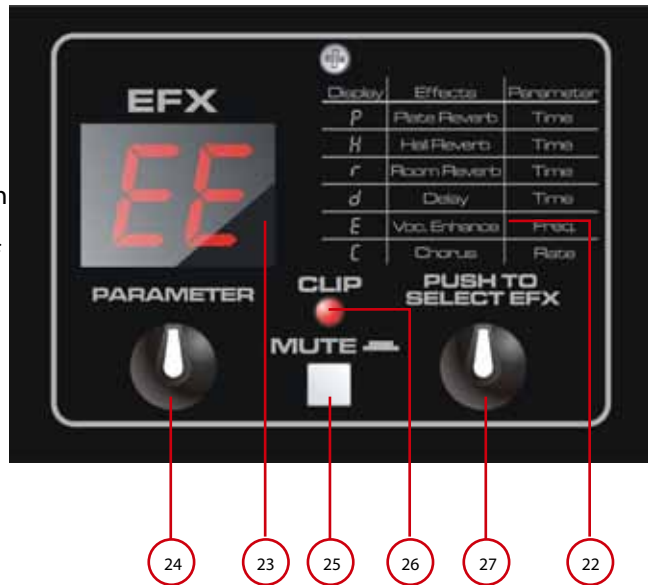 EFX
EE
Display Effects Parameter
P Plate Reverb Time
H Hall Reverb Time
r Room Reverb Time
d Delay Time
E Voc. Enhance Freq.
C Chorus Rate
PARAMETER
CLIP
PUSH TO
SELECT EFX
MUTE
24 23 25 26 27 22